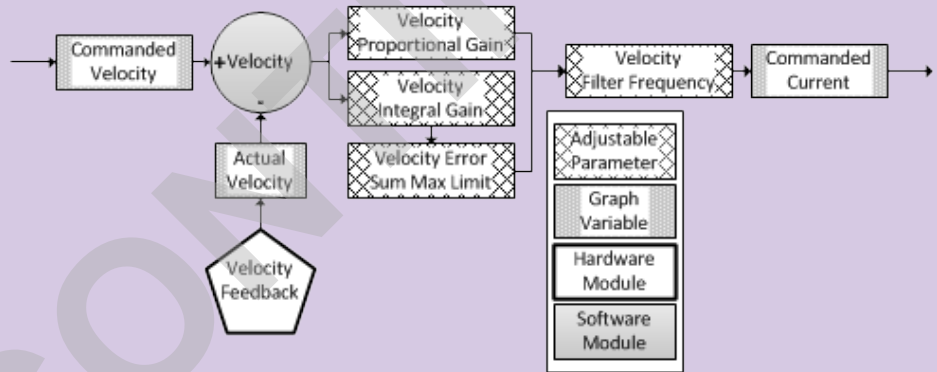 Commanded
Velocity
+Velocity
-
Actual
Velocity
Velocity
Feedback
Velocity
Proportional Gain
Velocity
Integral Gain
Velocity Error
Sum Max Limit
Velocity
Filter Frequency
Commanded
Current
Adjustable
Parameter
Graph
Variable
Hardware
Module
Software
Module